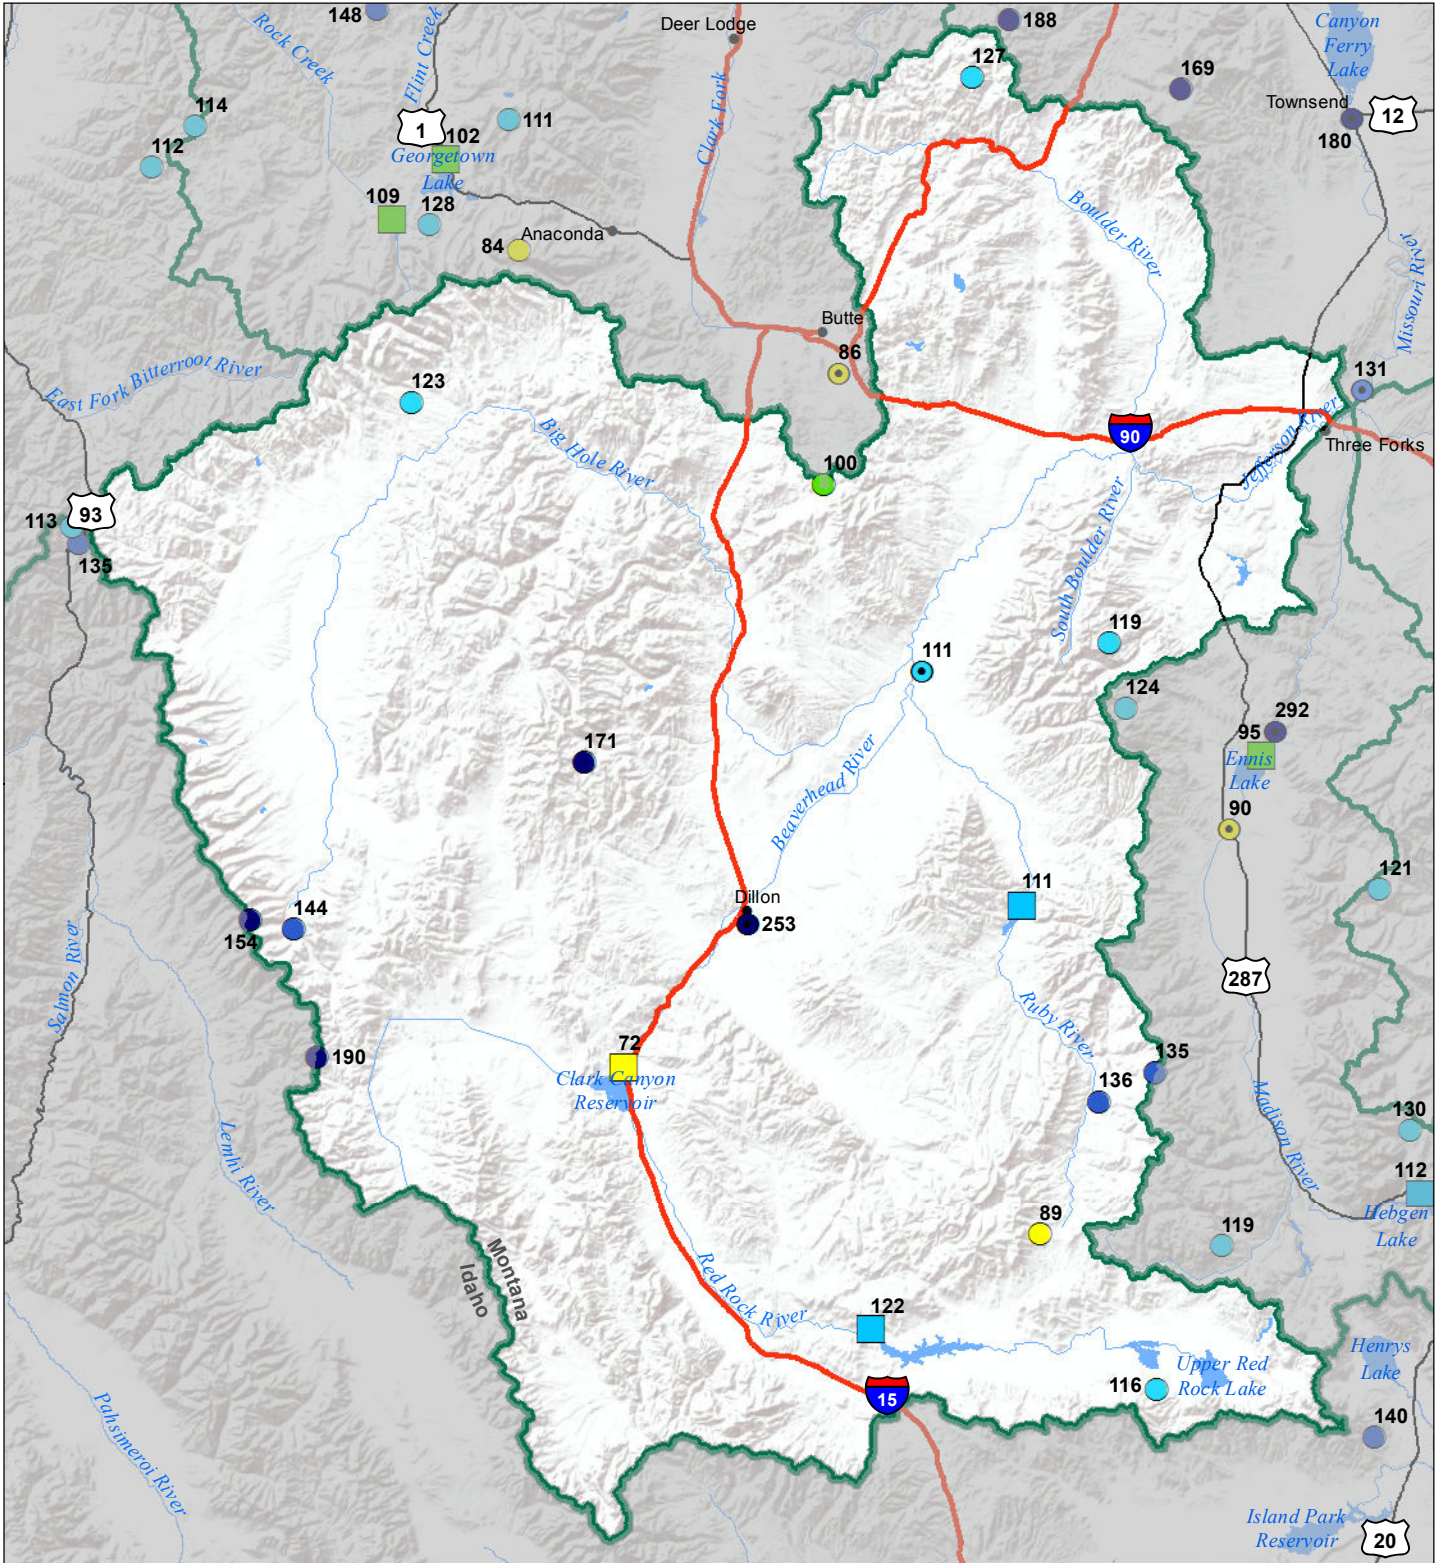 148
Rock Creek
Flint Creek
Deer Lodge
188
Canyon
Ferry
Lake
127
169
Townsend
12
180
114
111
1
102
112
Georgetown
Lake
Clark Fork
109
128
84
Anaconda
Boulder River
Missouri River
Butte
86
131
East Fork Bitterroot River
123
Big Hole River
90
Jefferson River
Three Forks
100
93
113
135
South Boulder River
119
111
124
292
95
Ennis
Lake
171
Beaverhead River
90
121
Dillon
253
111
144
154
Salmon River
287
Ruby River
190
72
Clark Canyon
Reservoir
135
136
Madison River
130
Lemhi River
112
Hebgen
Lake
89
119
Montana
Idaho
Red Rock River
122
Henrys
Lake
Upper Red
Rock Lake
116
15
140
Pahsimeroi River
Island Park
Reservoir
20